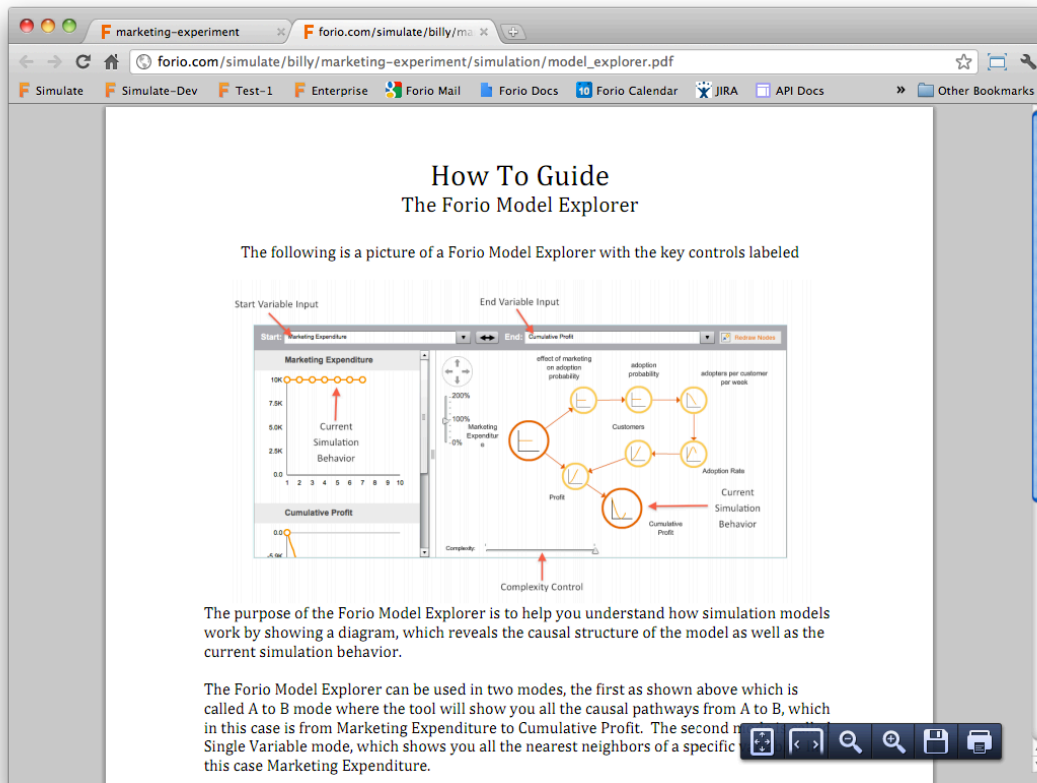 marketing-experiment
forio.com/simulate/billy/ma
forio.com/simulate/billy/marketing-experiment/simulation/model_explorer.pdf
Simulate
Simulate-Dev
Test-1
Enterprise
Forio Mail
Forio Docs
10
Forio Calendar
JIRA
API Docs
»
Other Bookmarks
How To Guide
The Forio Model Explorer
The following is a picture of a Forio Model Explorer with the key controls labeled
Start Variable Input
End Variable Input
Start:
Marketing Expenditure
End:
Cumulative Profit
Redraw Nodes
Marketing Expenditure
10K
7.5K
5.0K
2.5K
0.0
1 2 3 4 5 6 7 8 9 10
Current
Simulation
Behavior
Cumulative Profit
0.0
200%
100%
0%
Marketing
Expenditur
e
effect of marketing
on adoption
probability
adoption
probability
adopters per customer
per week
Customers
Adoption Rate
Profit
Cumulative
Profit
Current
Simulation
Behavior
Complexity:
Complexity Control
The purpose of the Forio Model Explorer is to help you understand how simulation models
work by showing a diagram, which reveals the causal structure of the model as well as the
current simulation behavior.
The Forio Model Explorer can be used in two modes, the first as shown above which is
called A to B mode where the tool will show you all the causal pathways from A to B, which
in this case is from Marketing Expenditure to Cumulative Profit. The second
Single Variable mode, which shows you all the nearest neighbors of a specific
this case Marketing Expenditure.